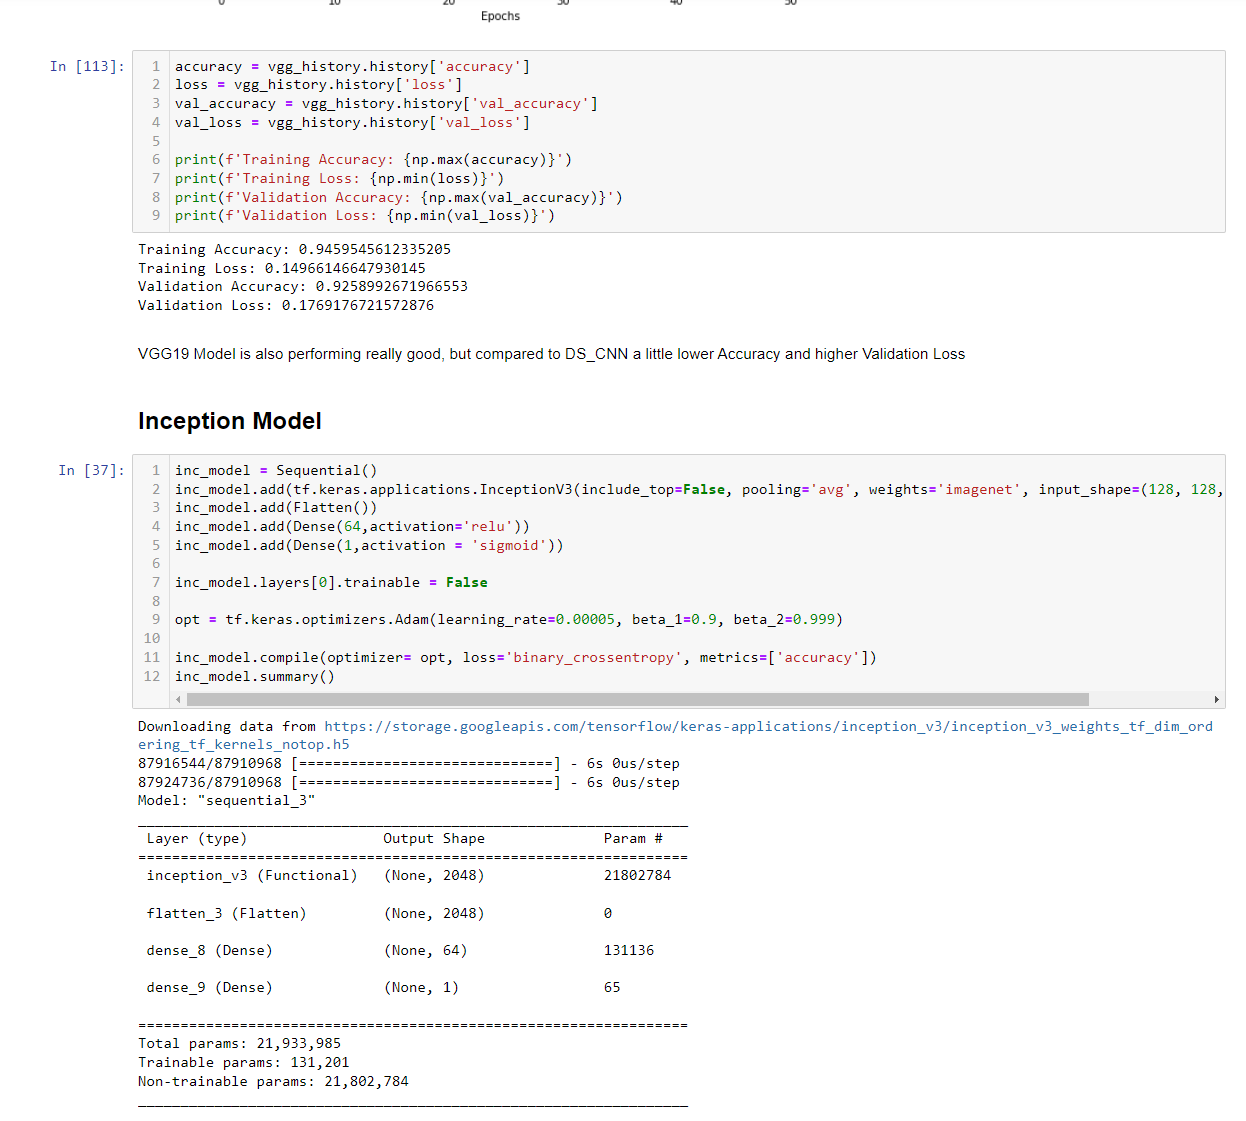 0 10 20 30 40 50
Epochs
In [113]:
1 accuracy = vgg_history.history['accuracy']
2 loss = vgg_history.history['loss']
3 val_accuracy = vgg_history.history['val_accuracy']
4 val_loss = vgg_history.history['val_loss']
5
6 print(f'Training Accuracy: {np.max(accuracy)}')
7 print(f'Training Loss: {np.min(loss)}')
8 print(f'Validation Accuracy: {np.max(val_accuracy)}')
9 print(f'Validation Loss: {np.min(val_loss)}')
Training Accuracy: 0.9459545612335205
Training Loss: 0.14966146647930145
Validation Accuracy: 0.9258992671966553
Validation Loss: 0.1769176721572876
VGG19 Model is also performing really good, but compared to DS_CNN a little lower Accuracy and higher Validation Loss
Inception Model
In [37]:
1 inc_model = Sequential()
2 inc_model.add(tf.keras.applications.InceptionV3(include_top=False, pooling='avg', weights='imagenet', input_shape=(128, 128,
3 inc_model.add(Flatten())
4 inc_model.add(Dense(64,activation='relu'))
5 inc_model.add(Dense(1,activation = 'sigmoid'))
6
7 inc_model.layers[0].trainable = False
8
9 opt = tf.keras.optimizers.Adam(learning_rate=0.00005, beta_1=0.9, beta_2=0.999)
10
11 inc_model.compile(optimizer= opt, loss='binary_crossentropy', metrics=['accuracy'])
12 inc_model.summary()
Downloading data from https://storage.googleapis.com/tensorflow/keras-applications/inception_v3/inception_v3_weights_tf_dim_ord
ering_tf_kernels_notop.h5
87916544/87910968 [==============================] - 6s 0us/step
87924736/87910968 [==============================] - 6s 0us/step
Model: "sequential_3"
_________________________________________________________________
Layer (type) Output Shape Param #
=================================================================
inception_v3 (Functional) (None, 2048) 21802784
flatten_3 (Flatten) (None, 2048) 0
dense_8 (Dense) (None, 64) 131136
dense_9 (Dense) (None, 1) 65
=================================================================
Total params: 21,933,985
Trainable params: 131,201
Non-trainable params: 21,802,784
_________________________________________________________________